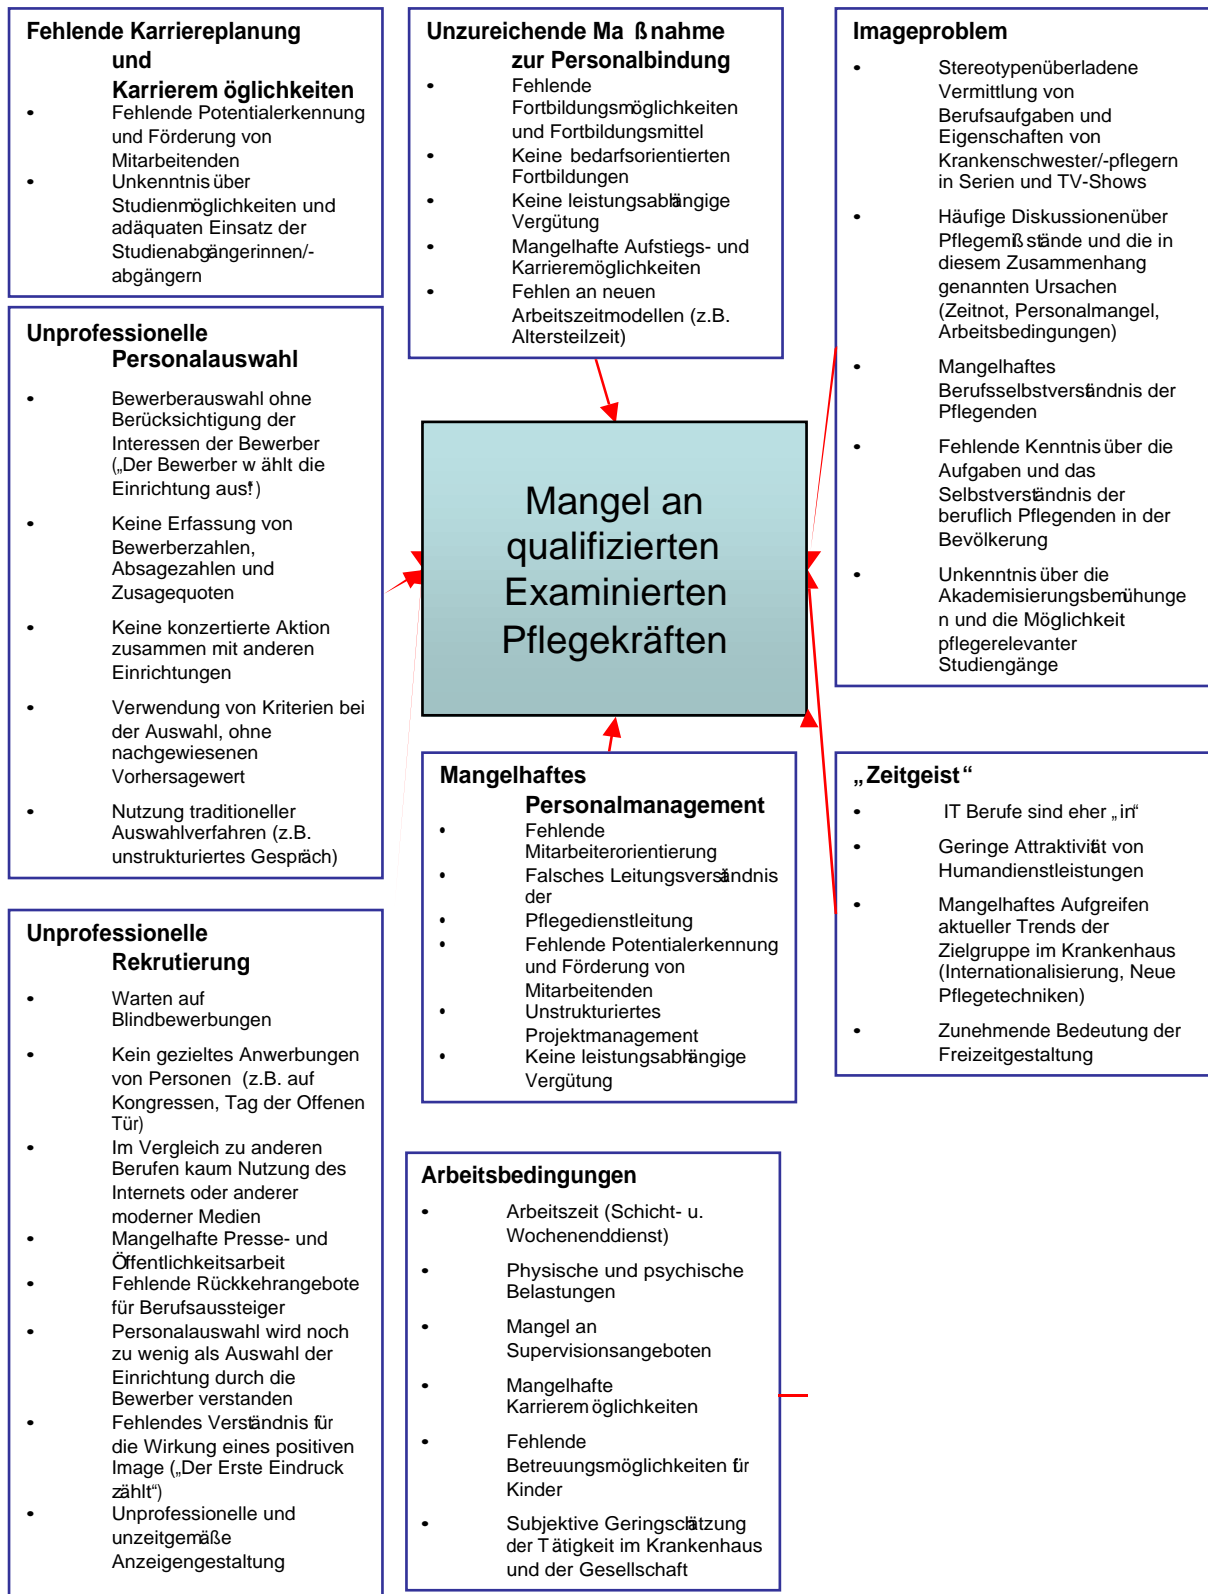 Fehlende Karriereplanung
und
Karrierem öglichkeiten
• Fehlende Potentialerkennung
und Förderung von
Mitarbeitenden
• Unkenntnis über
Studienmöglichkeiten und
adäquaten Einsatz der
Studienabgängerinnen/-
abgängern
Unprofessionelle
Personalauswahl
• Bewerberauswahl ohne
Berücksichtigung der
Interessen der Bewerber
(„Der Bewerber w ählt die
Einrichtung aus!“)
• Keine Erfassung von
Bewerberzahlen,
Absagezahlen und
Zusagequoten
• Keine konzertierte Aktion
zusammen mit anderen
Einrichtungen
• Verwendung von Kriterien bei
der Auswahl, ohne
nachgewiesenen
Vorhersagewert
• Nutzung traditioneller
Auswahlverfahren (z.B.
unstrukturiertes Gespräch)
Unprofessionelle
Rekrutierung
• Warten auf
Blindbewerbungen
• Kein gezieltes Anwerbungen
von Personen (z.B. auf
Kongressen, Tag der Offenen
Tür)
• Im Vergleich zu anderen
Berufen kaum Nutzung des
Internets oder anderer
moderner Medien
• Mangelhafte Presse- und
Öffentlichkeitsarbeit
• Fehlende Rückkehrangebote
für Berufsaussteiger
• Personalauswahl wird noch
zu wenig als Auswahl der
Einrichtung durch die
Bewerber verstanden
• Fehlendes Verständnis für
die Wirkung eines positiven
Image („Der Erste Eindruck
zählt“)
• Unprofessionelle und
unzeitgemäße
Anzeigengestaltung
Unzureichende Ma ßnahme
zur Personalbindung
• Fehlende
Fortbildungsmöglichkeiten
und Fortbildungsmittel
• Keine bedarfsorientierten
Fortbildungen
• Keine leistungsabhängige
Vergütung
• Mangelhafte Aufstiegs- und
Karrieremöglichkeiten
• Fehlen an neuen
Arbeitszeitmodellen (z.B.
Altersteilzeit)
Mangel an
qualifizierten
Examinierten
Pflegekräften
Mangelhaftes
Personalmanagement
• Fehlende
Mitarbeiterorientierung
• Falsches Leitungsverständnis
der
• Pflegedienstleitung
• Fehlende Potentialerkennung
und Förderung von
Mitarbeitenden
• Unstrukturiertes
Projektmanagement
• Keine leistungsabhängige
Vergütung
Arbeitsbedingungen
• Arbeitszeit (Schicht- u.
Wochenenddienst)
• Physische und psychische
Belastungen
• Mangel an
Supervisionsangeboten
• Mangelhafte
Karrierem öglichkeiten
• Fehlende
Betreuungsmöglichkeiten für
Kinder
• Subjektive Geringschätzung
der T ätigkeit im Krankenhaus
und der Gesellschaft
Imageproblem
• Stereotypenüberladene
Vermittlung von
Berufsaufgaben und
Eigenschaften von
Krankenschwester/-pflegern
in Serien und TV-Shows
• Häufige Diskussionenüber
Pflegemiß stände und die in
diesem Zusammenhang
genannten Ursachen
(Zeitnot, Personalmangel,
Arbeitsbedingungen)
• Mangelhaftes
Berufsselbstverständnis der
Pflegenden
• Fehlende Kenntnis über die
Aufgaben und das
Selbstverständnis der
beruflich Pflegenden in der
Bevölkerung
• Unkenntnis über die
Akademisierungsbemühunge
n und die Möglichkeit
pflegerelevanter
Studiengänge
„Zeitgeist“
• IT Berufe sind eher „in“
• Geringe Attraktivität von
Humandienstleistungen
• Mangelhaftes Aufgreifen
aktueller Trends der
Zielgruppe im Krankenhaus
(Internationalisierung, Neue
Pflegetechniken)
• Zunehmende Bedeutung der
Freizeitgestaltung